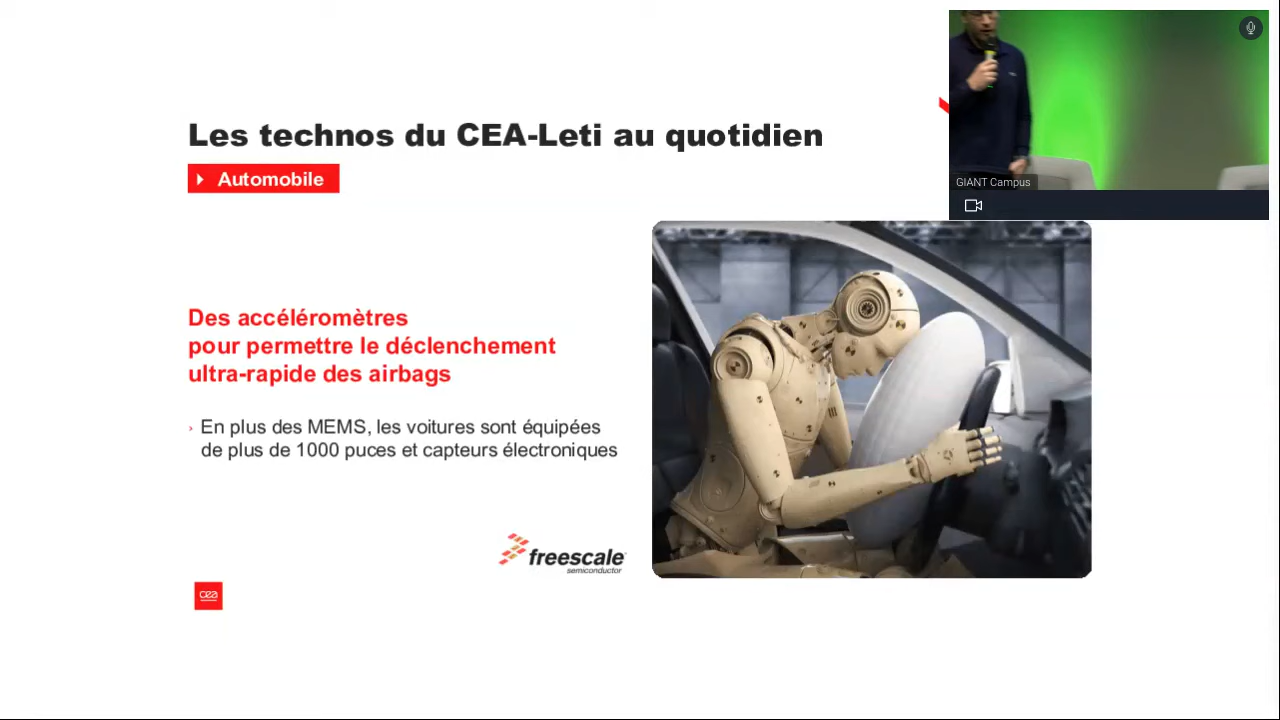 Les technos du CEA-Leti au quotidien
Automobile
GIANT Campus
Des accéléromètres
pour permettre le déclenchement
ultra-rapide des airbags
› En plus des MEMS, les voitures sont équipées
de plus de 1000 puces et capteurs électroniques
freescale
semiconductor
cea